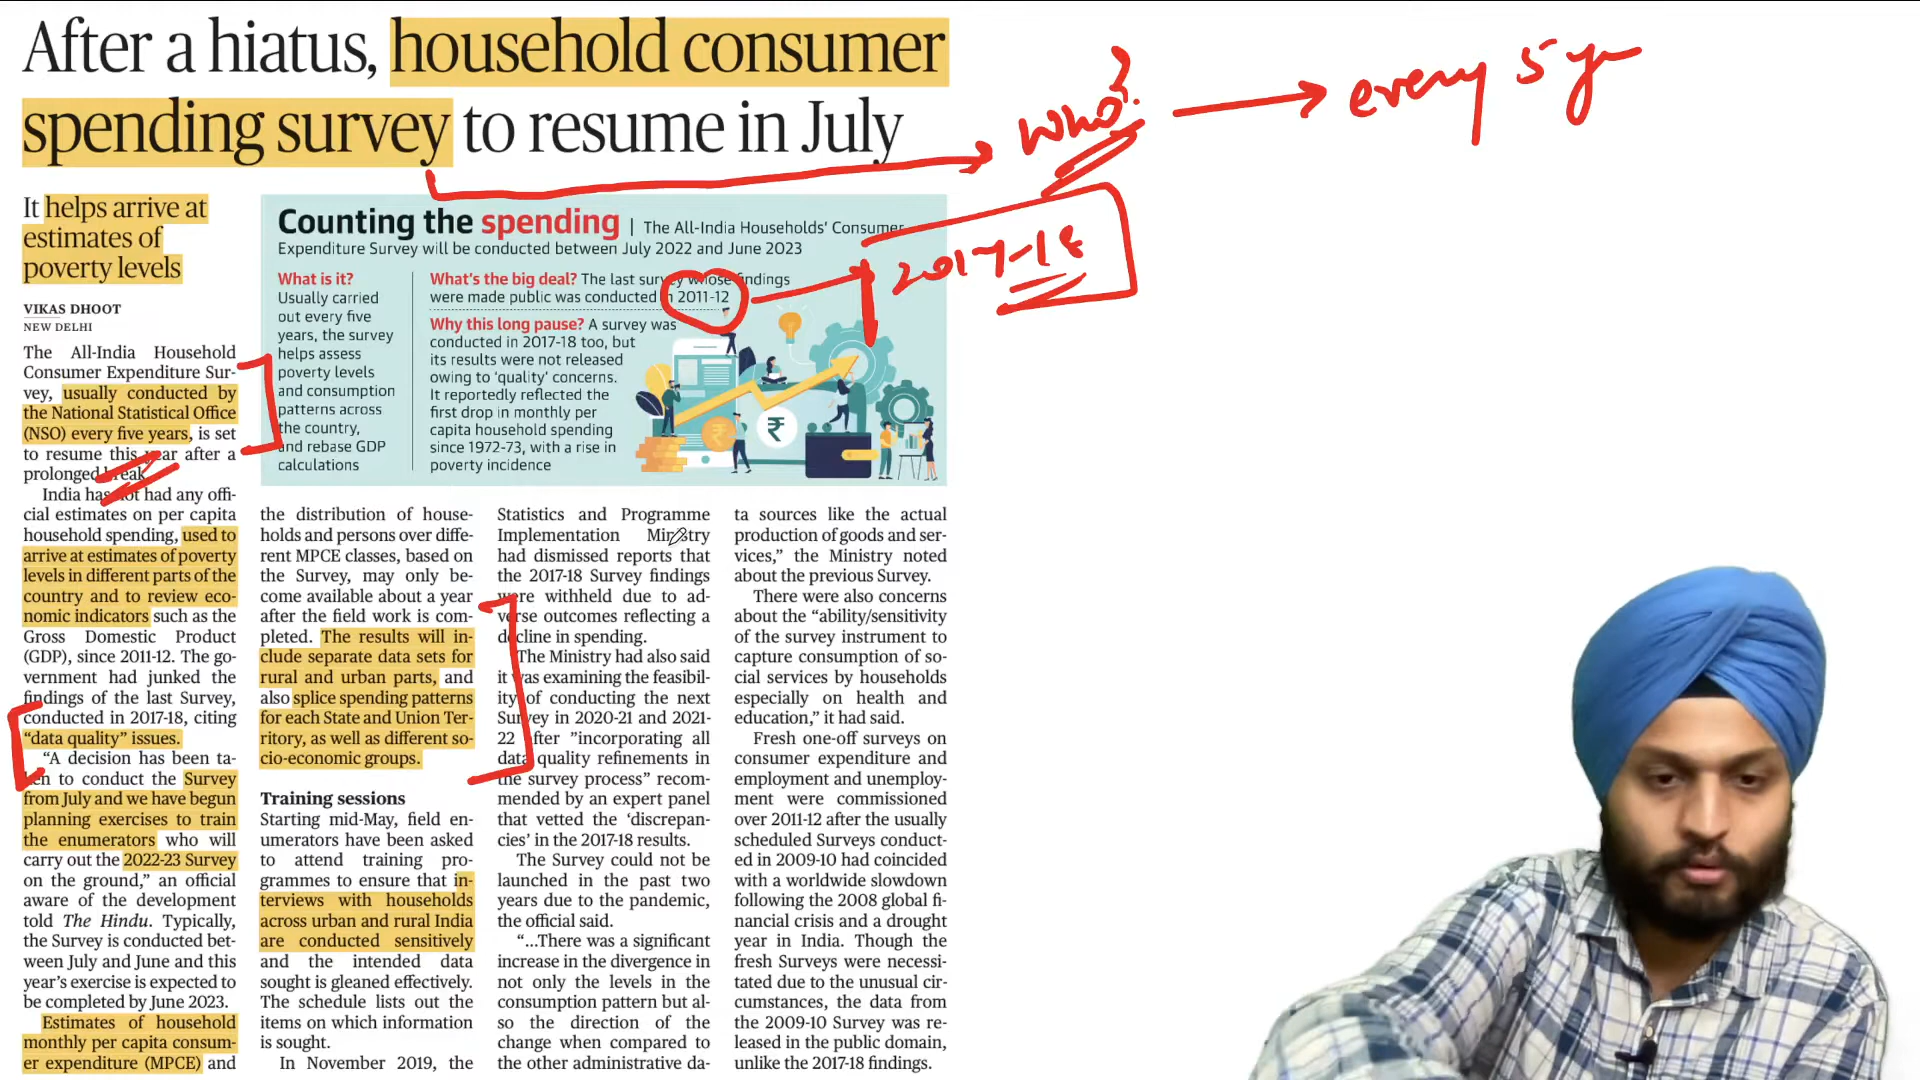 After a hiatus, household consumer
spending survey to resume in July
who?
every 5 yr
It helps arrive at
estimates of
poverty levels
VIKAS DHOOT
NEW DELHI
The All-India Household
Consumer Expenditure Sur-
vey, usually conducted by
the National Statistical Office
(NSO) every five years, is set
to resume this year after a
prolonged break.
India has not had any offi-
cial estimates on per capita
household spending, used to
arrive at estimates of poverty
levels in different parts of the
country and to review eco-
nomic indicators such as the
Gross Domestic Product
(GDP), since 2011-12. The go-
vernment had junked the
findings of the last Survey,
conducted in 2017-18, citing
“data quality” issues.
“A decision has been ta-
ken to conduct the Survey
from July and we have begun
planning exercises to train
the enumerators who will
carry out the 2022-23 Survey
on the ground,” an official
aware of the development
told The Hindu. Typically,
the Survey is conducted bet-
ween July and June and this
year’s exercise is expected to
be completed by June 2023.
Estimates of household
monthly per capita consum-
er expenditure (MPCE) and
Counting the spending | The All-India Households’ Consumer
Expenditure Survey will be conducted between July 2022 and June 2023
What is it?
Usually carried
out every five
years, the survey
helps assess
poverty levels
and consumption
patterns across
the country,
and rebase GDP
calculations
What’s the big deal? The last survey whose findings
were made public was conducted in 2011-12
2017-18
Why this long pause? A survey was
conducted in 2017-18 too, but
its results were not released
owing to ‘quality’ concerns.
It reportedly reflected the
first drop in monthly per
capita household spending
since 1972-73, with a rise in
poverty incidence
the distribution of house-
holds and persons over diffe-
rent MPCE classes, based on
the Survey, may only be-
come available about a year
after the field work is com-
pleted. The results will in-
clude separate data sets for
rural and urban parts, and
also splice spending patterns
for each State and Union Ter-
ritory, as well as different so-
cio-economic groups.
Training sessions
Starting mid-May, field en-
umerators have been asked
to attend training pro-
grammes to ensure that in-
terviews with households
across urban and rural India
are conducted sensitively
and the intended data
sought is gleaned effectively.
The schedule lists out the
items on which information
is sought.
In November 2019, the
Statistics and Programme
Implementation Ministry
had dismissed reports that
the 2017-18 Survey findings
were withheld due to ad-
verse outcomes reflecting a
decline in spending.
The Ministry had also said
it was examining the feasibil-
ity of conducting the next
Survey in 2020-21 and 2021-
22 after ”incorporating all
data quality refinements in
the survey process” recom-
mended by an expert panel
that vetted the ‘discrepan-
cies’ in the 2017-18 results.
The Survey could not be
launched in the past two
years due to the pandemic,
the official said.
“...There was a significant
increase in the divergence in
not only the levels in the
consumption pattern but al-
so the direction of the
change when compared to
the other administrative da-
ta sources like the actual
production of goods and ser-
vices,” the Ministry noted
about the previous Survey.
There were also concerns
about the “ability/sensitivity
of the survey instrument to
capture consumption of so-
cial services by households
especially on health and
education,” it had said.
Fresh one-off surveys on
consumer expenditure and
employment and unemploy-
ment were commissioned
over 2011-12 after the usually
scheduled Surveys conduct-
ed in 2009-10 had coincided
with a worldwide slowdown
following the 2008 global fi-
nancial crisis and a drought
year in India. Though the
fresh Surveys were necessi-
tated due to the unusual cir-
cumstances, the data from
the 2009-10 Survey was re-
leased in the public domain,
unlike the 2017-18 findings.